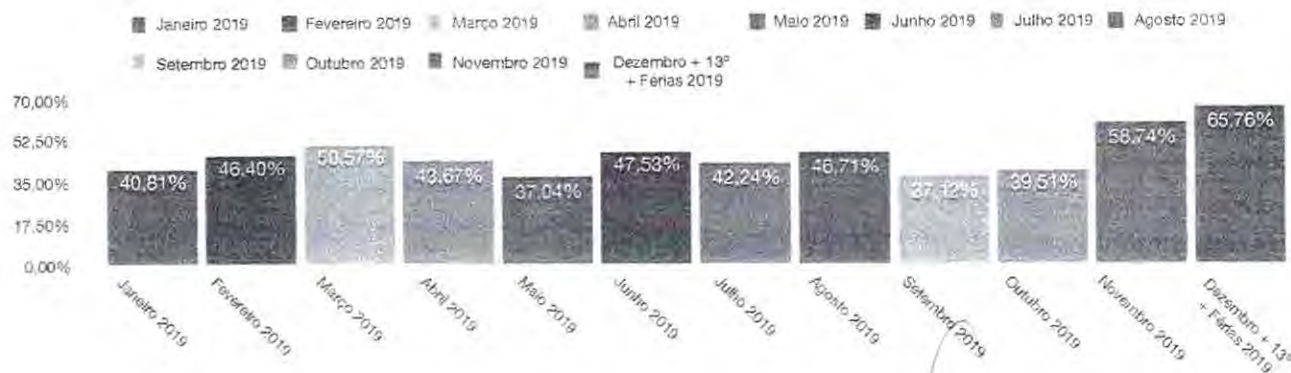 Janeiro 2019 Fevereiro 2019 Março 2019 Abril 2019 Maio 2019 Junho 2019 Julho 2019 Agosto 2019
Setembro 2019 Outubro 2019 Novembro 2019 Dezembro + 13º
+ Férias 2019
70,00%
52,50%
35,00%
17,50%
0,00%
40,81% 46,40% 50,57% 43,67% 37,04% 47,53% 42,24% 46,71% 37,12% 39,51% 58,74% 65,76%
Janeiro 2019 Fevereiro 2019 Março 2019 Abril 2019 Maio 2019 Junho 2019 Julho 2019 Agosto 2019 Setembro 2019 Outubro 2019 Novembro 2019 Dezembro + 13º
+ Férias 2019